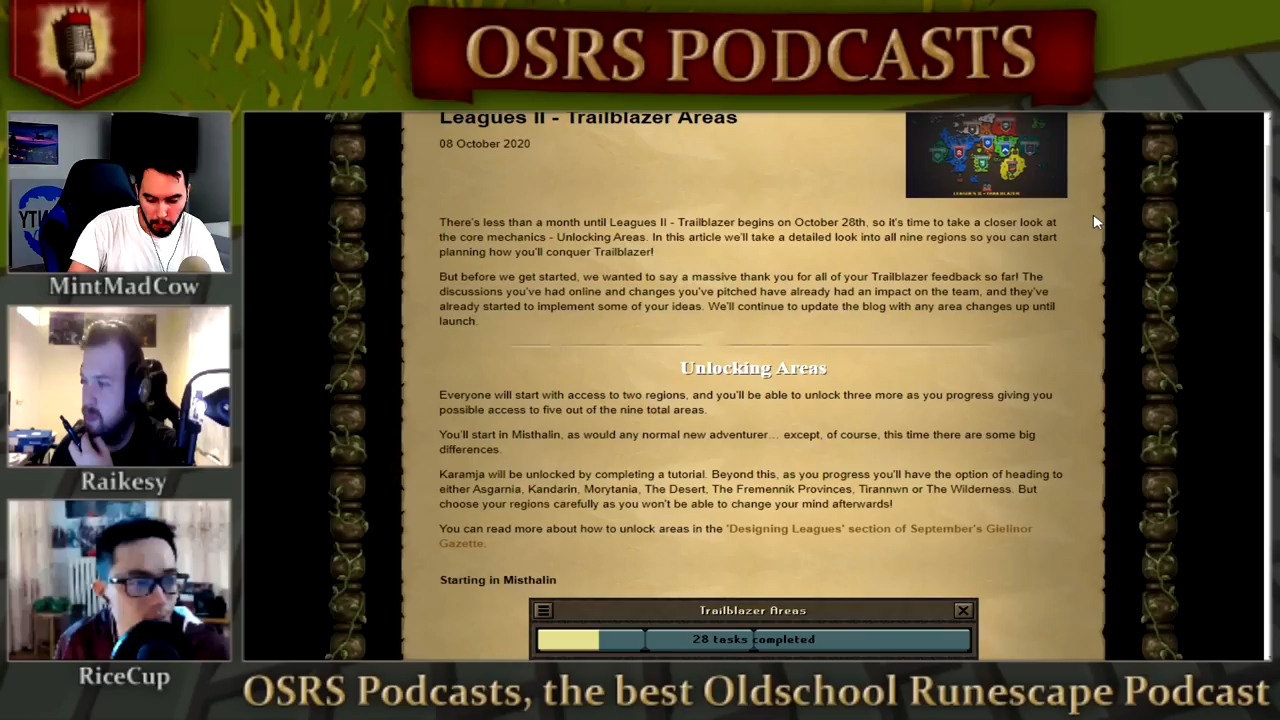 OSRS PODCASTS
Leagues II - Trailblazer Areas
08 October 2020
There's less than a month until Leagues II - Trailblazer begins on October 28th, so it's time to take a closer look at
the core mechanics - Unlocking Areas. In this article we'll take a detailed look into all nine regions so you can start
planning how you'll conquer Trailblazer!
But before we get started, we wanted to say a massive thank you for all of your Trailblazer feedback so far! The
discussions you've had online and changes you've pitched have already had an impact on the team, and they've
already started to implement some of your ideas. We'll continue to update the blog with any area changes up until
launch.
Unlocking Areas
Everyone will start with access to two regions, and you'll be able to unlock three more as you progress giving you
possible access to five out of the nine total areas.
You'll start in Misthalin, as would any normal new adventurer… except, of course, this time there are some big
differences.
Karamja will be unlocked by completing a tutorial. Beyond this, as you progress you'll have the option of heading to
either Asgarnia, Kandarin, Morytania, The Desert, The Fremennik Provinces, Tirannwn or The Wilderness. But
choose your regions carefully as you won't be able to change your mind afterwards!
You can read more about how to unlock areas in the 'Designing Leagues' section of September's Gielinor
Gazette.
Starting in Misthalin
Trailblazer Areas
28 tasks completed
MintMadCow
Raikesy
RiceCup
OSRS Podcasts, the best Oldschool Runescape Podcast